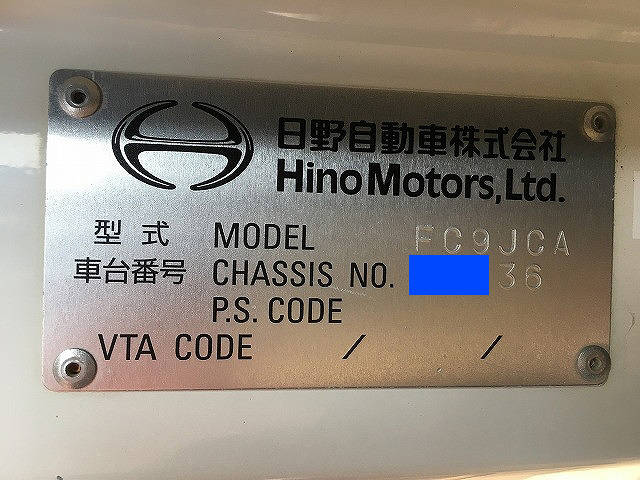 日野自動車株式会社
Hino Motors, Ltd.
型式 MODEL FC9JCA
車台番号 CHASSIS NO. 36
P.S. CODE
VTA CODE / /